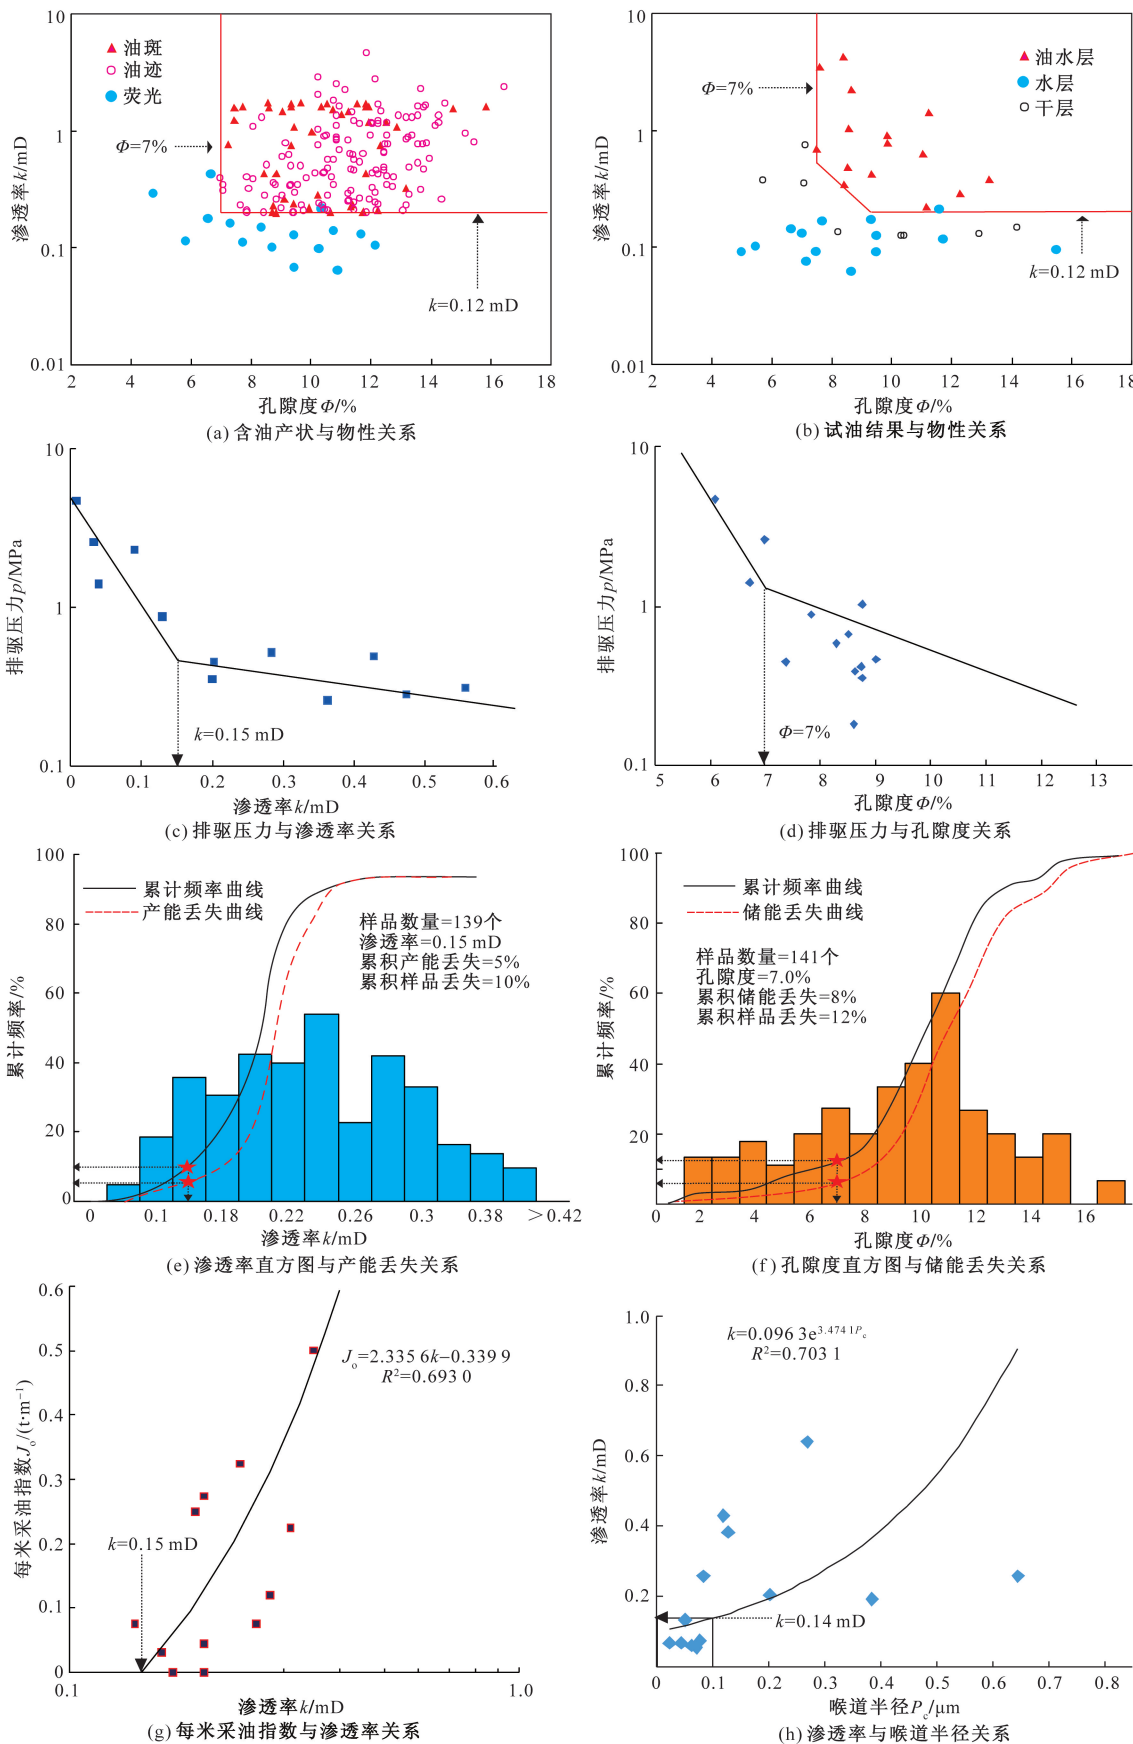 10
1
0.1
0.01
渗透率k/mD
油斑
油迹
荧光
Φ=7%
k=0.12 mD
2 4 6 8 10 12 14 16 18
孔隙度Φ/%
(a) 含油产状与物性关系
10
1
0.1
0.01
渗透率k/mD
油水层
水层
干层
Φ=7%
k=0.12 mD
2 4 6 8 10 12 14 16 18
孔隙度Φ/%
(b) 试油结果与物性关系
10
1
0.1
排驱压力p/MPa
k=0.15 mD
0 0.1 0.2 0.3 0.4 0.5 0.6
渗透率k/mD
(c) 排驱压力与渗透率关系
10
1
0.1
排驱压力p/MPa
Φ=7%
5 6 7 8 9 10 11 12 13
孔隙度Φ/%
(d) 排驱压力与孔隙度关系
100
80
60
40
20
0
累计频率/%
累计频率曲线
产能丢失曲线
样品数量=139个
渗透率=0.15 mD
累积产能丢失=5%
累积样品丢失=10%
0 0.1 0.18 0.22 0.26 0.3 0.38 >0.42
渗透率k/mD
(e) 渗透率直方图与产能丢失关系
100
80
60
40
20
累计频率/%
累计频率曲线
储能丢失曲线
样品数量=141个
孔隙度=7.0%
累积储能丢失=8%
累积样品丢失=12%
0 2 4 6 8 10 12 14 16
孔隙度Φ/%
(f) 孔隙度直方图与储能丢失关系
0.6
0.5
0.4
0.3
0.2
0.1
0
每米采油指数Jₒ/(t·m⁻¹)
Jₒ=2.335 6k−0.339 9
R²=0.693 0
k=0.15 mD
0.1 1.0
渗透率k/mD
(g) 每米采油指数与渗透率关系
1.0
0.8
0.6
0.4
0.2
渗透率k/mD
k=0.096 3e^3.474 1P_c
R²=0.703 1
k=0.14 mD
0 0.1 0.2 0.3 0.4 0.5 0.6 0.7 0.8
喉道半径P_c/μm
(h) 渗透率与喉道半径关系